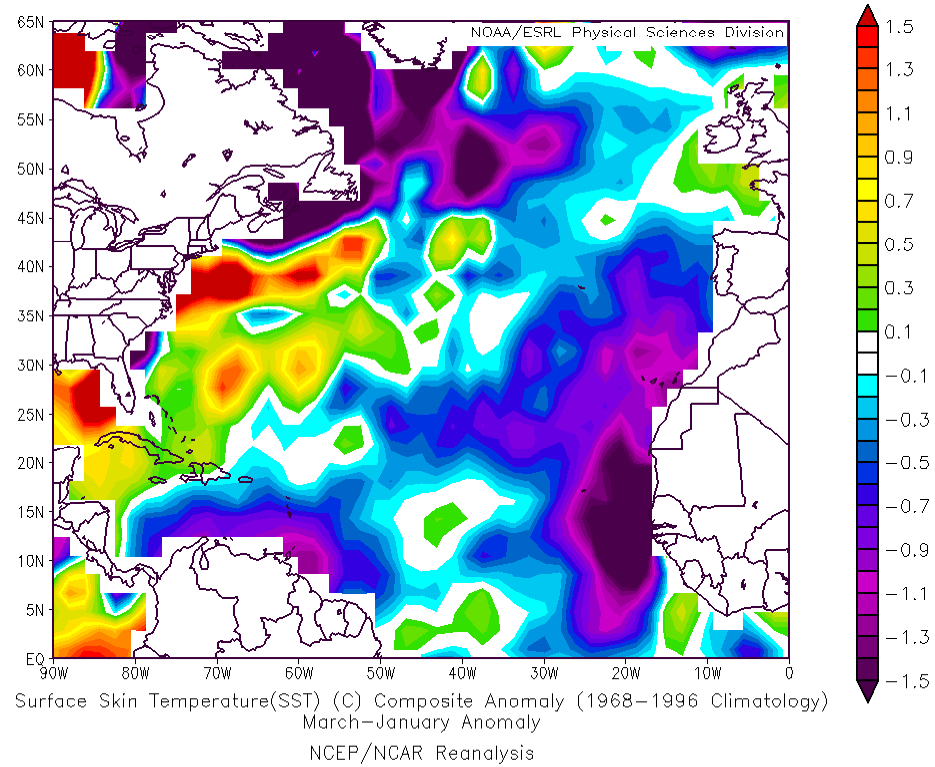 NOAA/ESRL Physical Sciences Division
65N
60N
55N
50N
45N
40N
35N
30N
25N
20N
15N
10N
5N
EQ
90W 80W 70W 60W 50W 40W 30W 20W 10W 0
1.5
1.3
1.1
0.9
0.7
0.5
0.3
0.1
−0.1
−0.3
−0.5
−0.7
−0.9
−1.1
−1.3
−1.5
Surface Skin Temperature(SST) (C) Composite Anomaly (1968−1996 Climatology)
March−January Anomaly
NCEP/NCAR Reanalysis